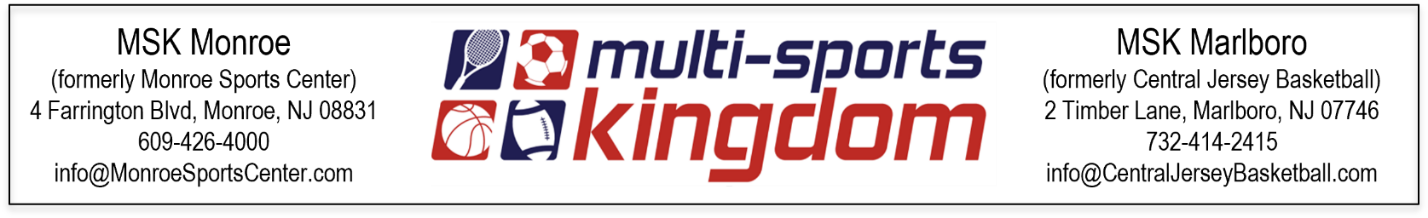 MSK Monroe
(formerly Monroe Sports Center)
4 Farrington Blvd, Monroe, NJ 08831
609-426-4000
info@MonroeSportsCenter.com
multi-sports
kingdom
MSK Marlboro
(formerly Central Jersey Basketball)
2 Timber Lane, Marlboro, NJ 07746
732-414-2415
info@CentralJerseyBasketball.com